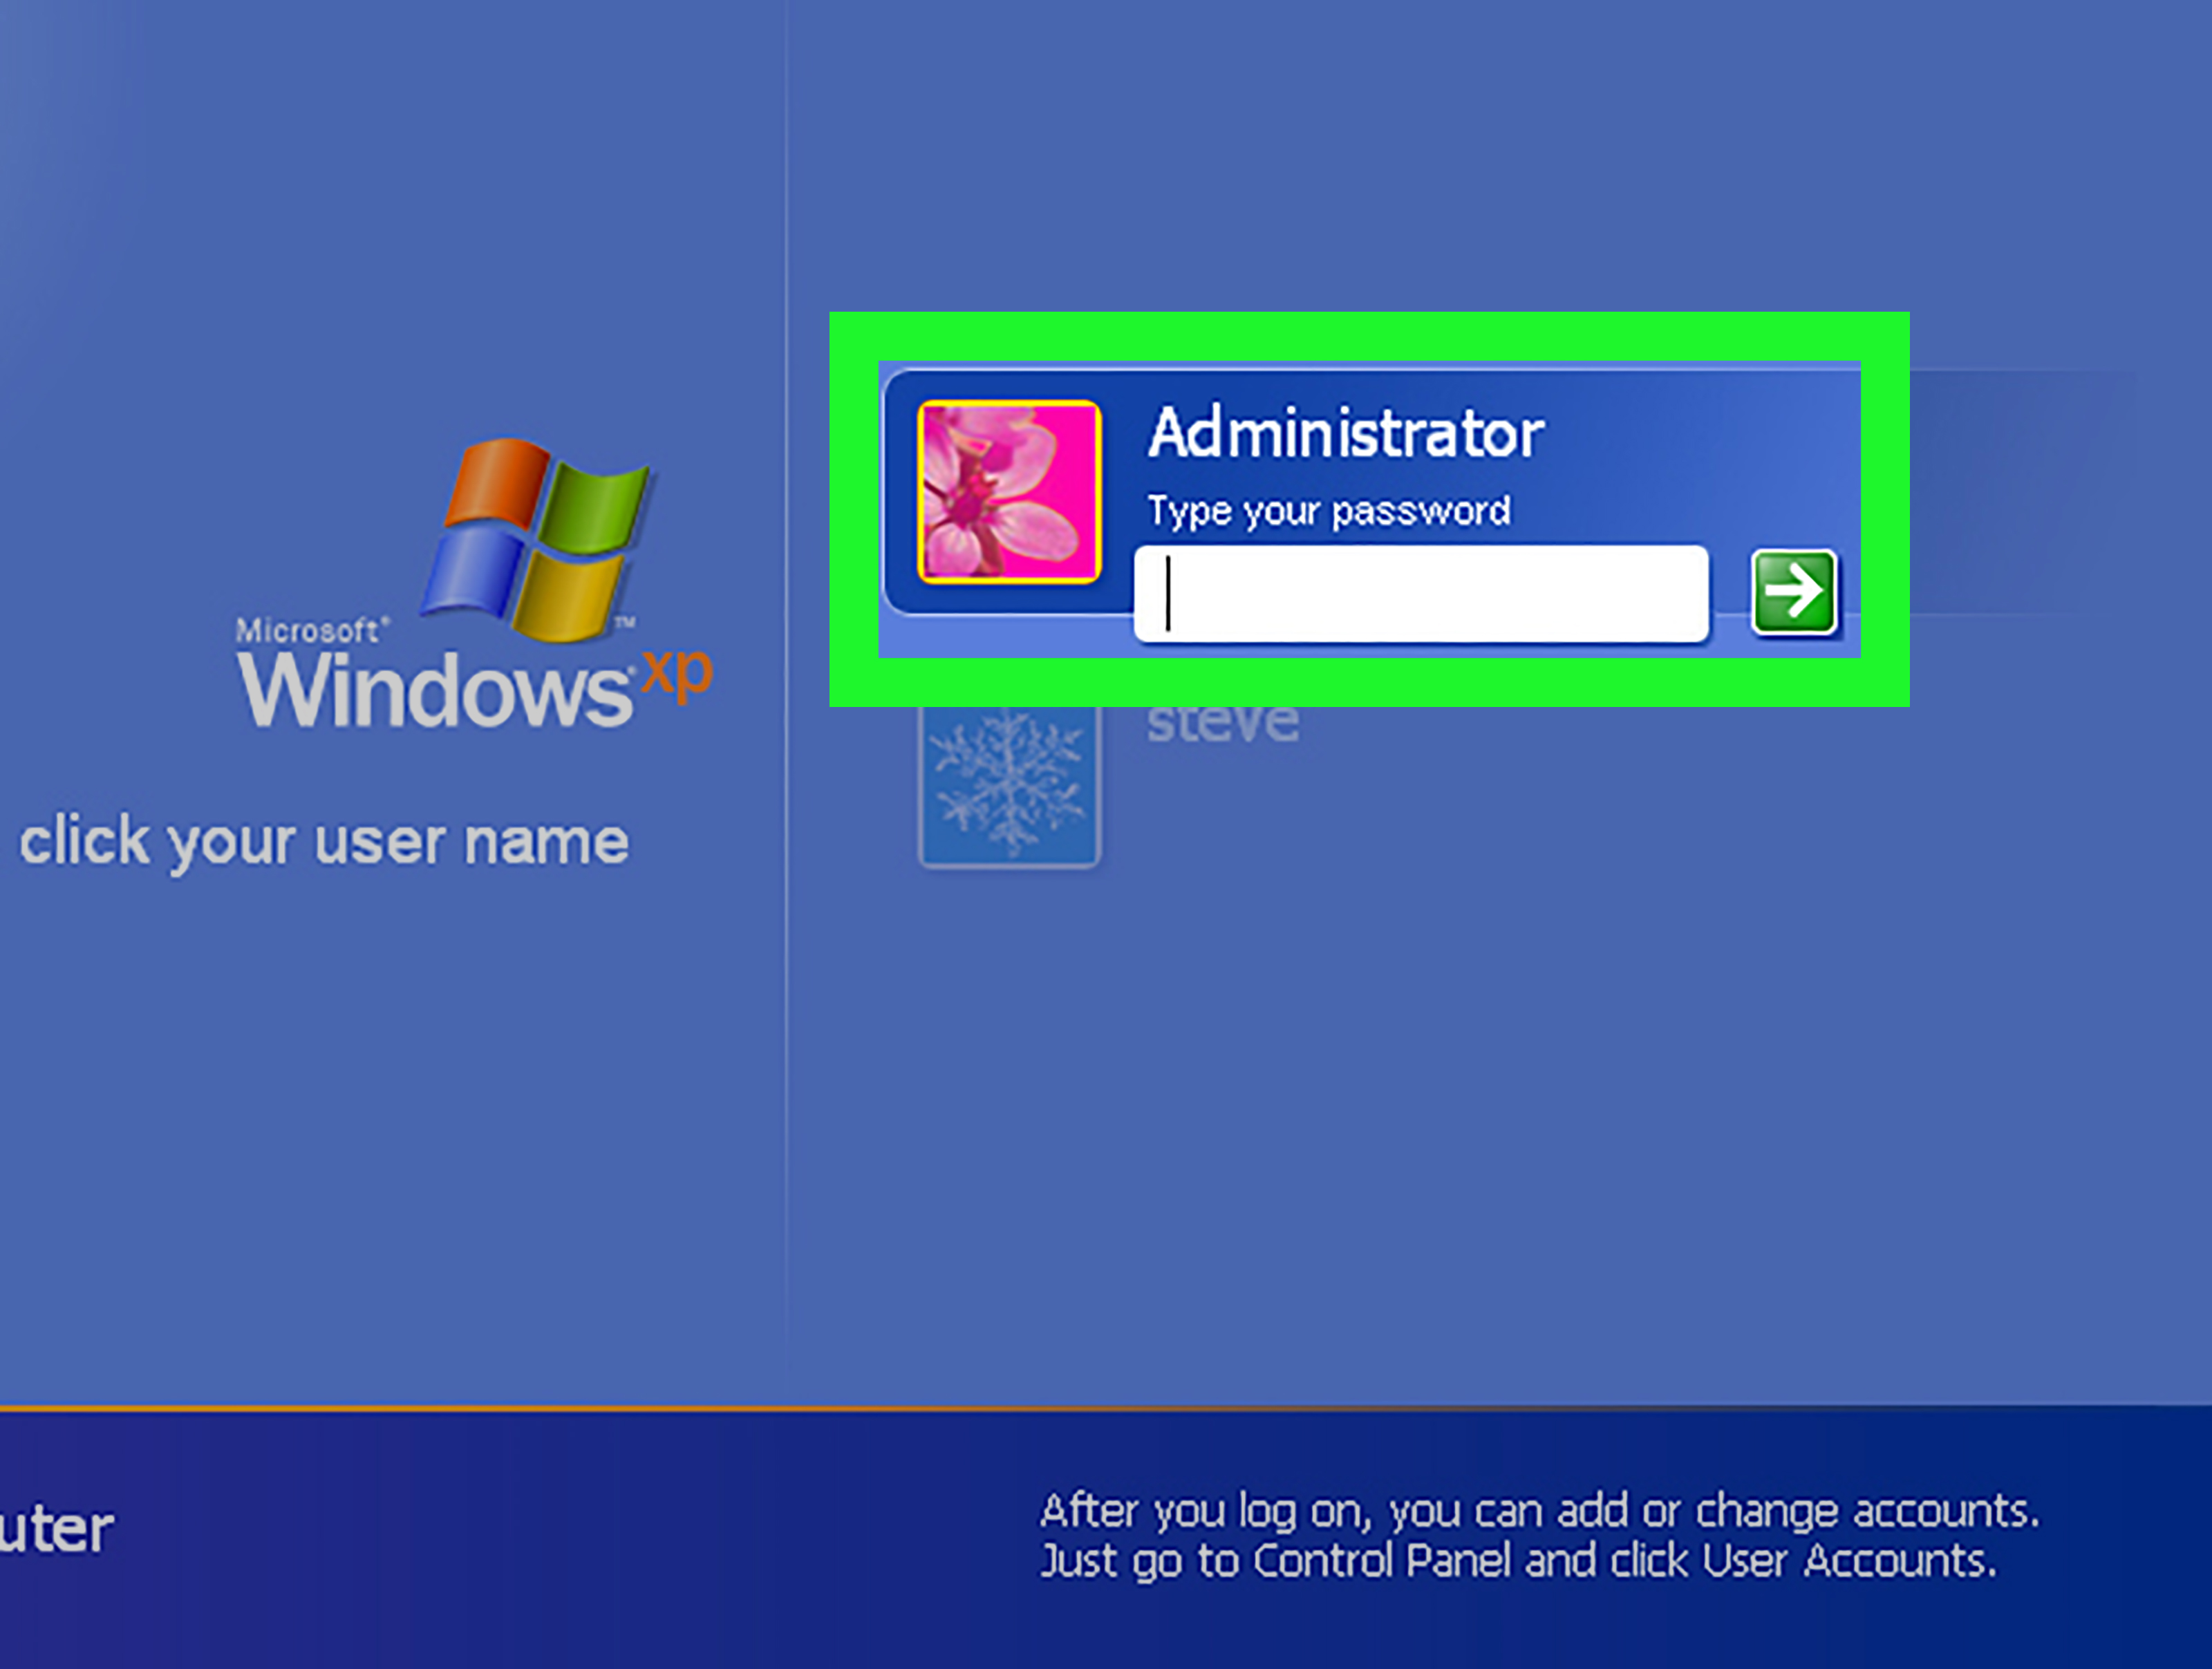 Microsoft®
Windows® xp
™
click your user name
Administrator
Type your password
steve
uter
After you log on, you can add or change accounts.
Just go to Control Panel and click User Accounts.